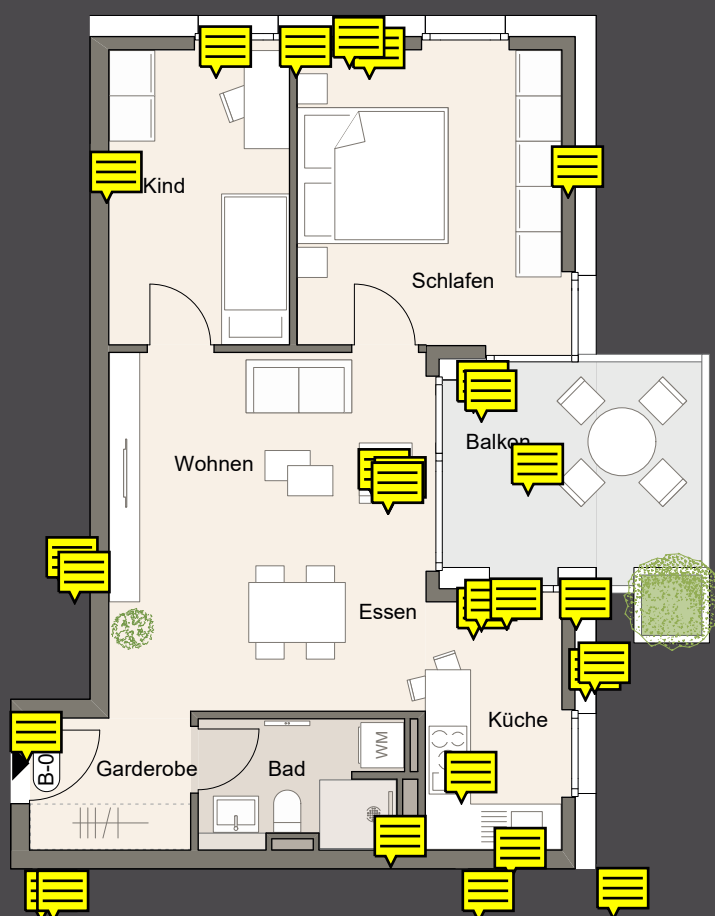 Kind
Schlafen
Balkon
Wohnen
Essen
Küche
WM
Garderobe
Bad